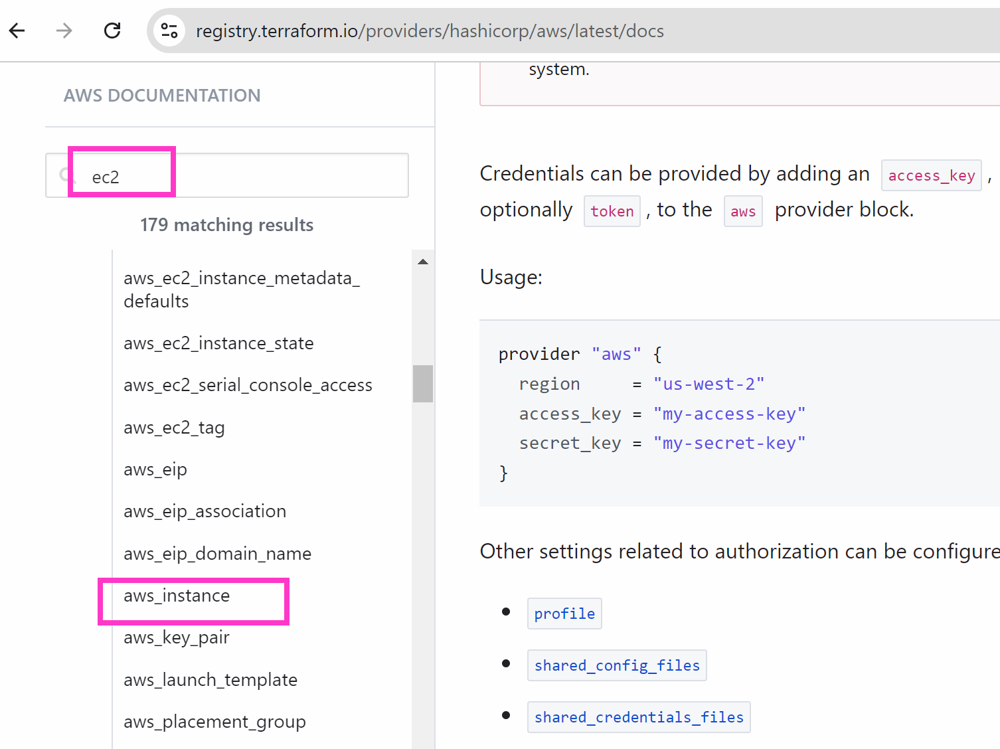 registry.terraform.io/providers/hashicorp/aws/latest/docs
AWS DOCUMENTATION
ec2
179 matching results
aws_ec2_instance_metadata_
defaults
aws_ec2_instance_state
aws_ec2_serial_console_access
aws_ec2_tag
aws_eip
aws_eip_association
aws_eip_domain_name
aws_instance
aws_key_pair
aws_launch_template
aws_placement_group
system.
Credentials can be provided by adding an access_key ,
optionally token , to the aws provider block.
Usage:
provider "aws" {
region = "us-west-2"
access_key = "my-access-key"
secret_key = "my-secret-key"
}
Other settings related to authorization can be configure
profile
shared_config_files
shared_credentials_files